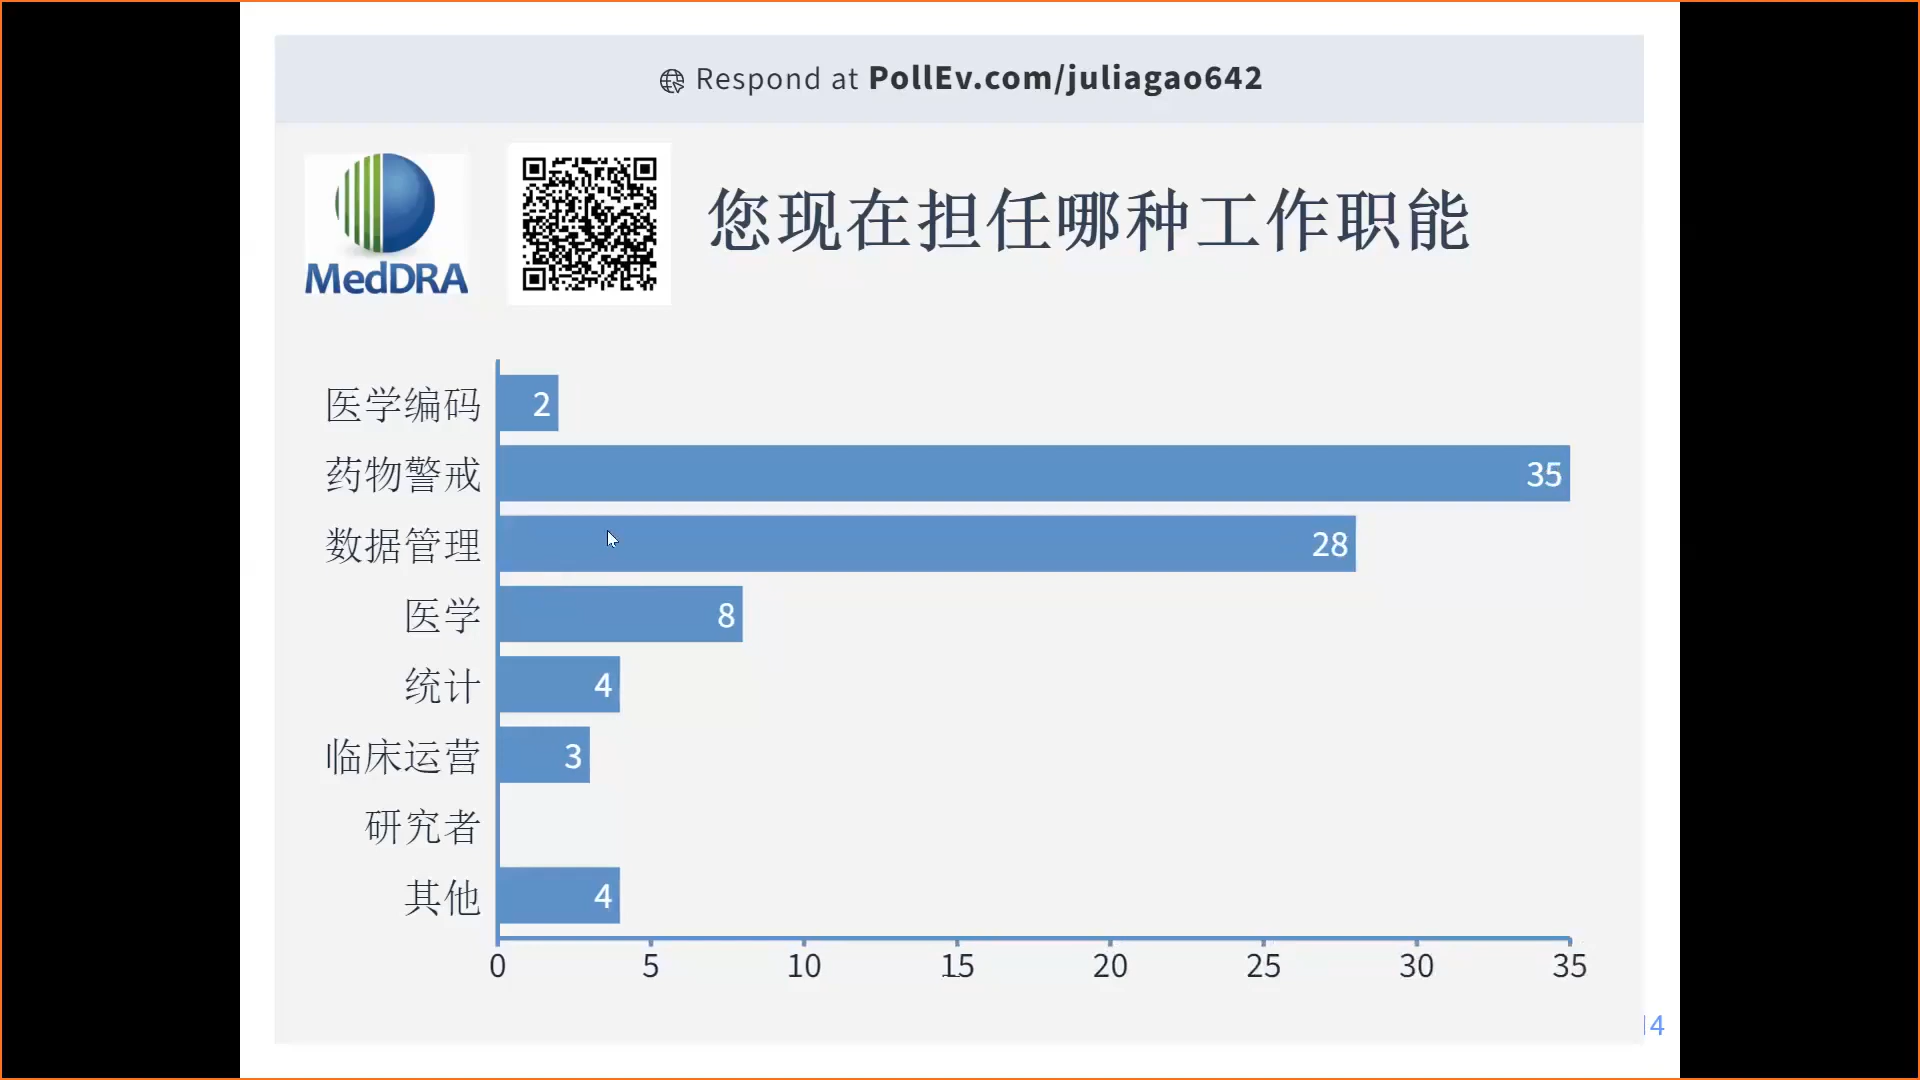 Respond at PollEv.com/juliagao642
MedDRA
您现在担任哪种工作职能
医学编码 2
药物警戒 35
数据管理 28
医学 8
统计 4
临床运营 3
研究者
其他 4
0 5 10 15 20 25 30 35
14